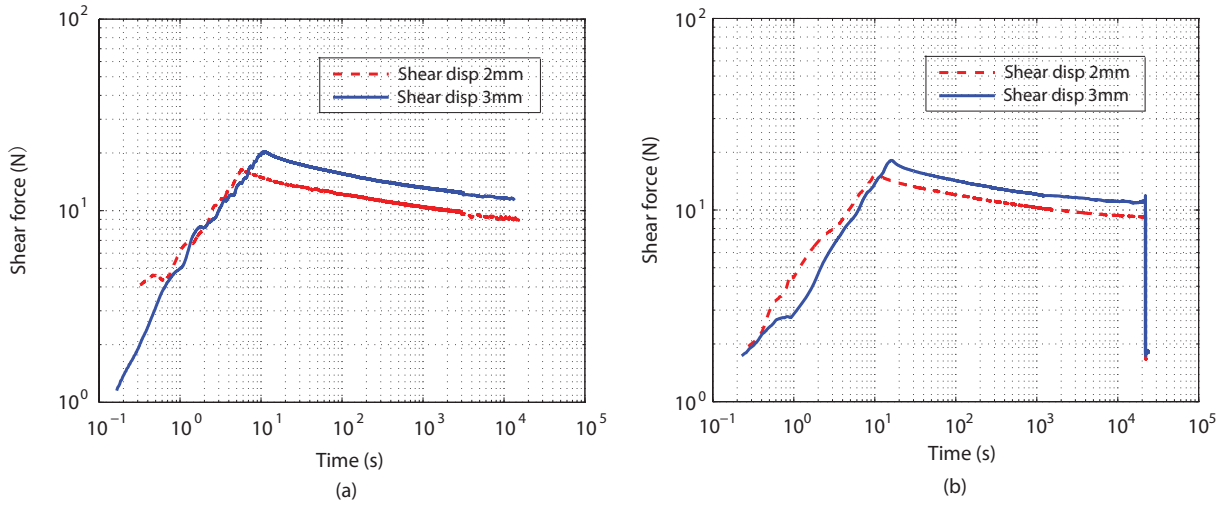 10^2
Shear disp 2mm
Shear disp 3mm
Shear force (N)
10^1
10^0
10^−1 10^0 10^1 10^2 10^3 10^4 10^5
Time (s)
(a)
10^2
Shear disp 2mm
Shear disp 3mm
Shear force (N)
10^1
10^0
10^−1 10^0 10^1 10^2 10^3 10^4 10^5
Time (s)
(b)